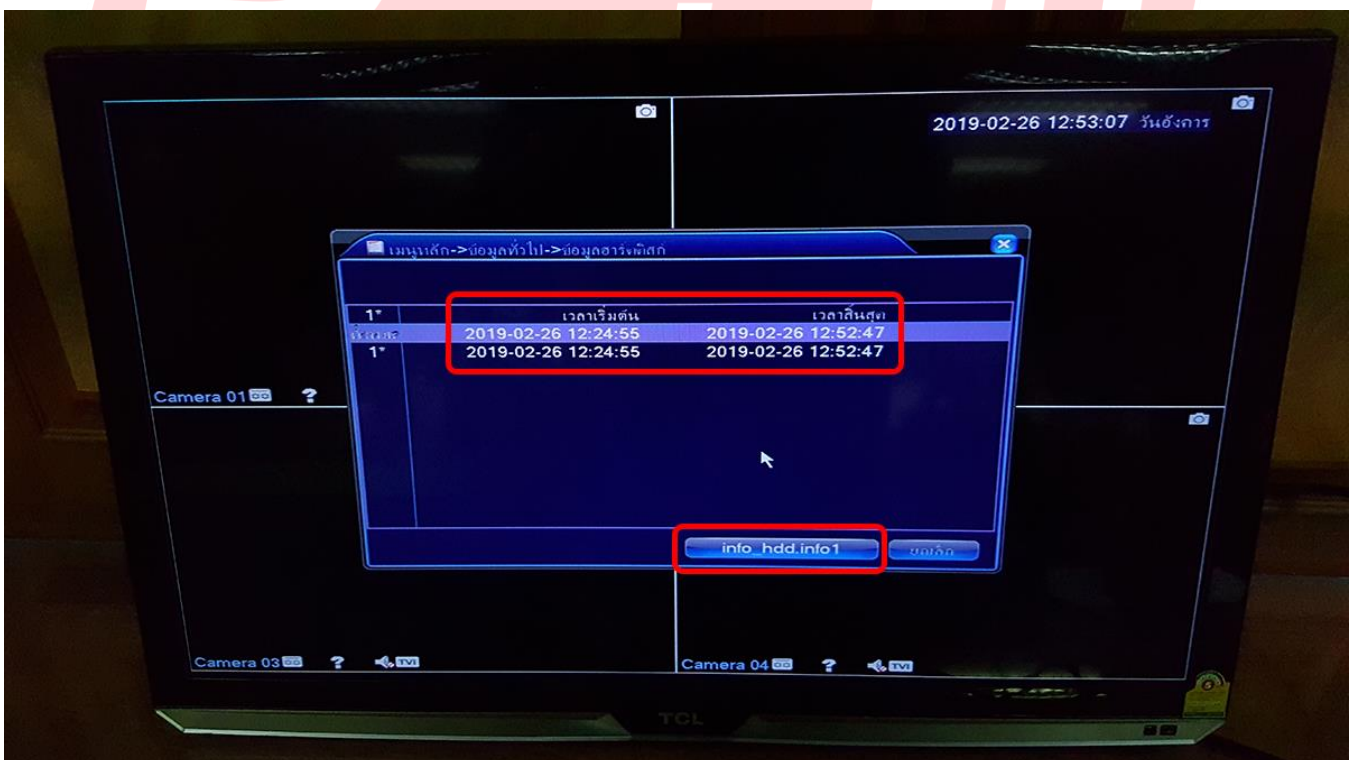 2019-02-26 12:53:07 วันอังการ
เมนูหลัก->ข้อมูลทั่วไป->ข้อมูลฮาร์ดดิสก์
1* เวลาเริ่มต้น เวลาสิ้นสุด
2019-02-26 12:24:55 2019-02-26 12:52:47
1* 2019-02-26 12:24:55 2019-02-26 12:52:47
Camera 01 ?
info_hdd.info1 ยกเลิก
Camera 03 ? TVI
Camera 04 ? TVI
TCL